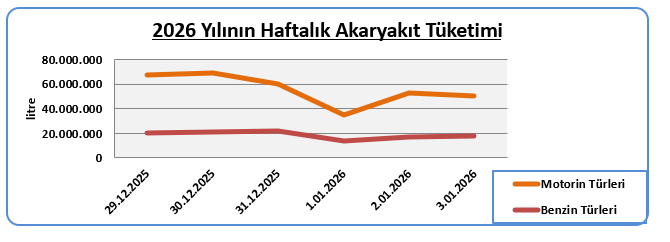 2026 Yılının Haftalık Akaryakıt Tüketimi
80.000.000
60.000.000
40.000.000
20.000.000
0
litre
29.12.2025
30.12.2025
31.12.2025
1.01.2026
2.01.2026
3.01.2026
Motorin Türleri
Benzin Türleri